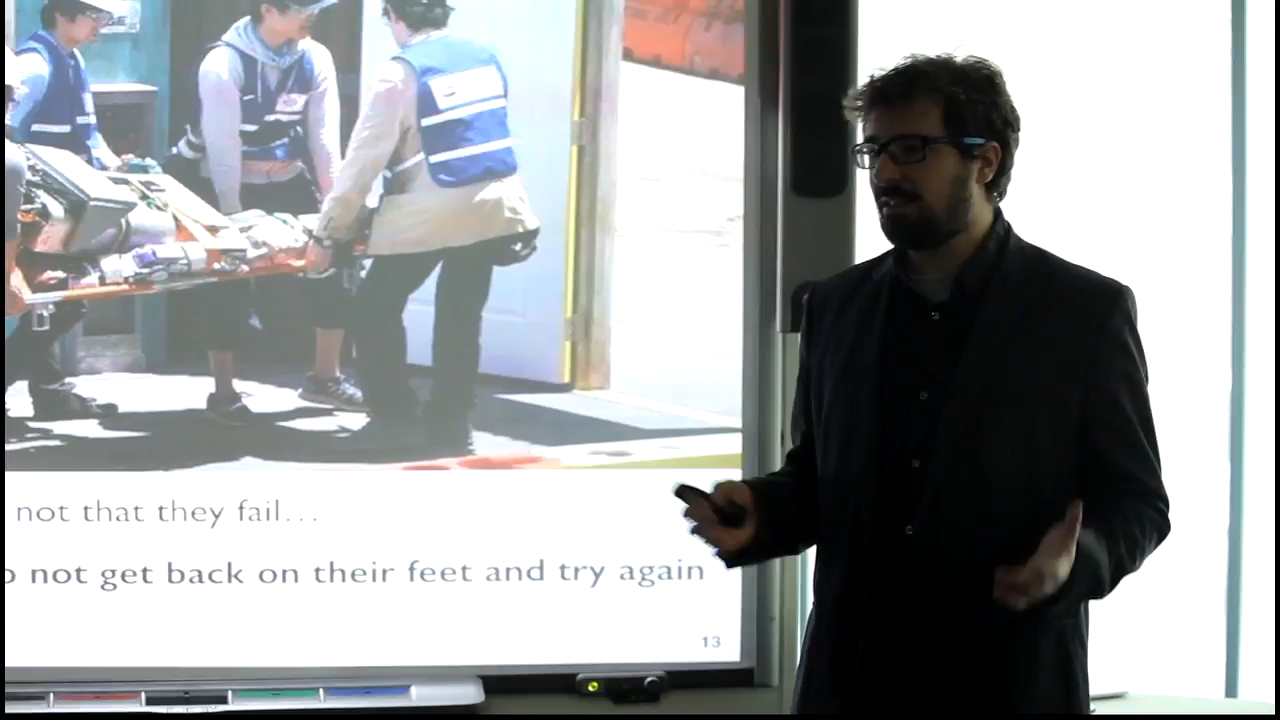 not that they fail…
not get back on their feet and try again
13